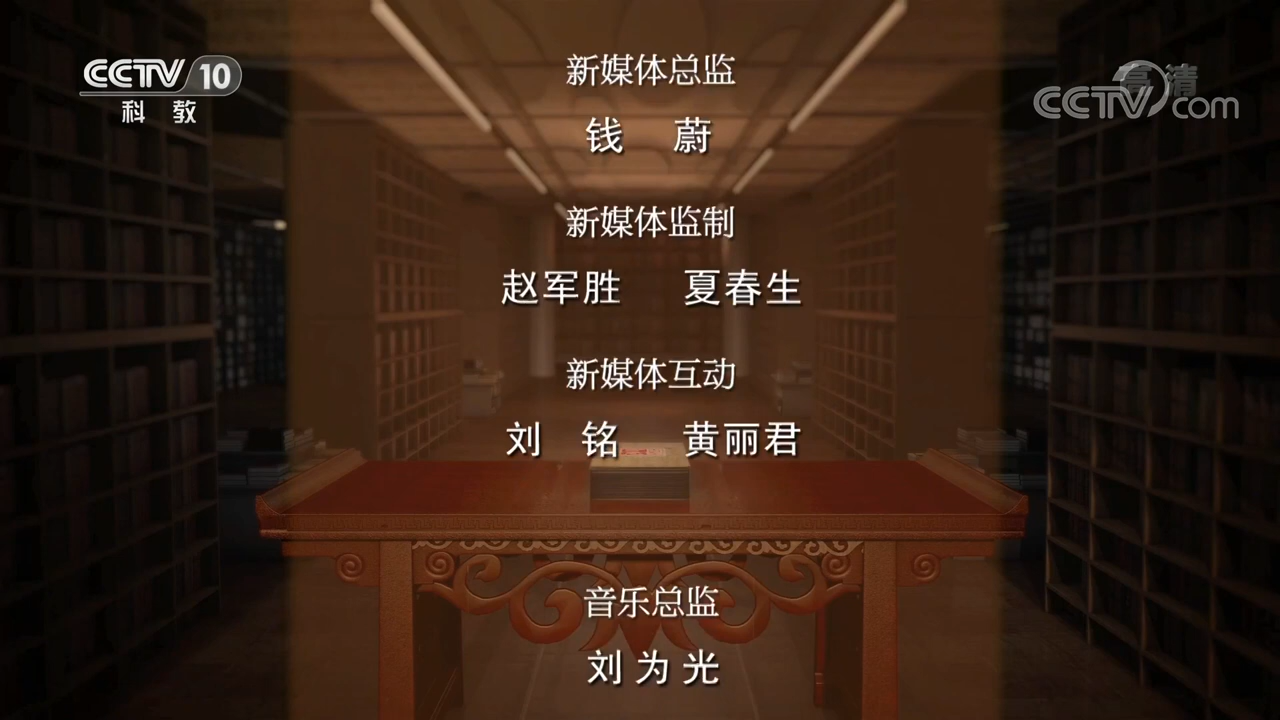 CCTV 10
科 教
高清
CCTV com
新媒体总监
钱 蔚
新媒体监制
赵军胜 夏春生
新媒体互动
刘 铭 黄丽君
音乐总监
刘为光